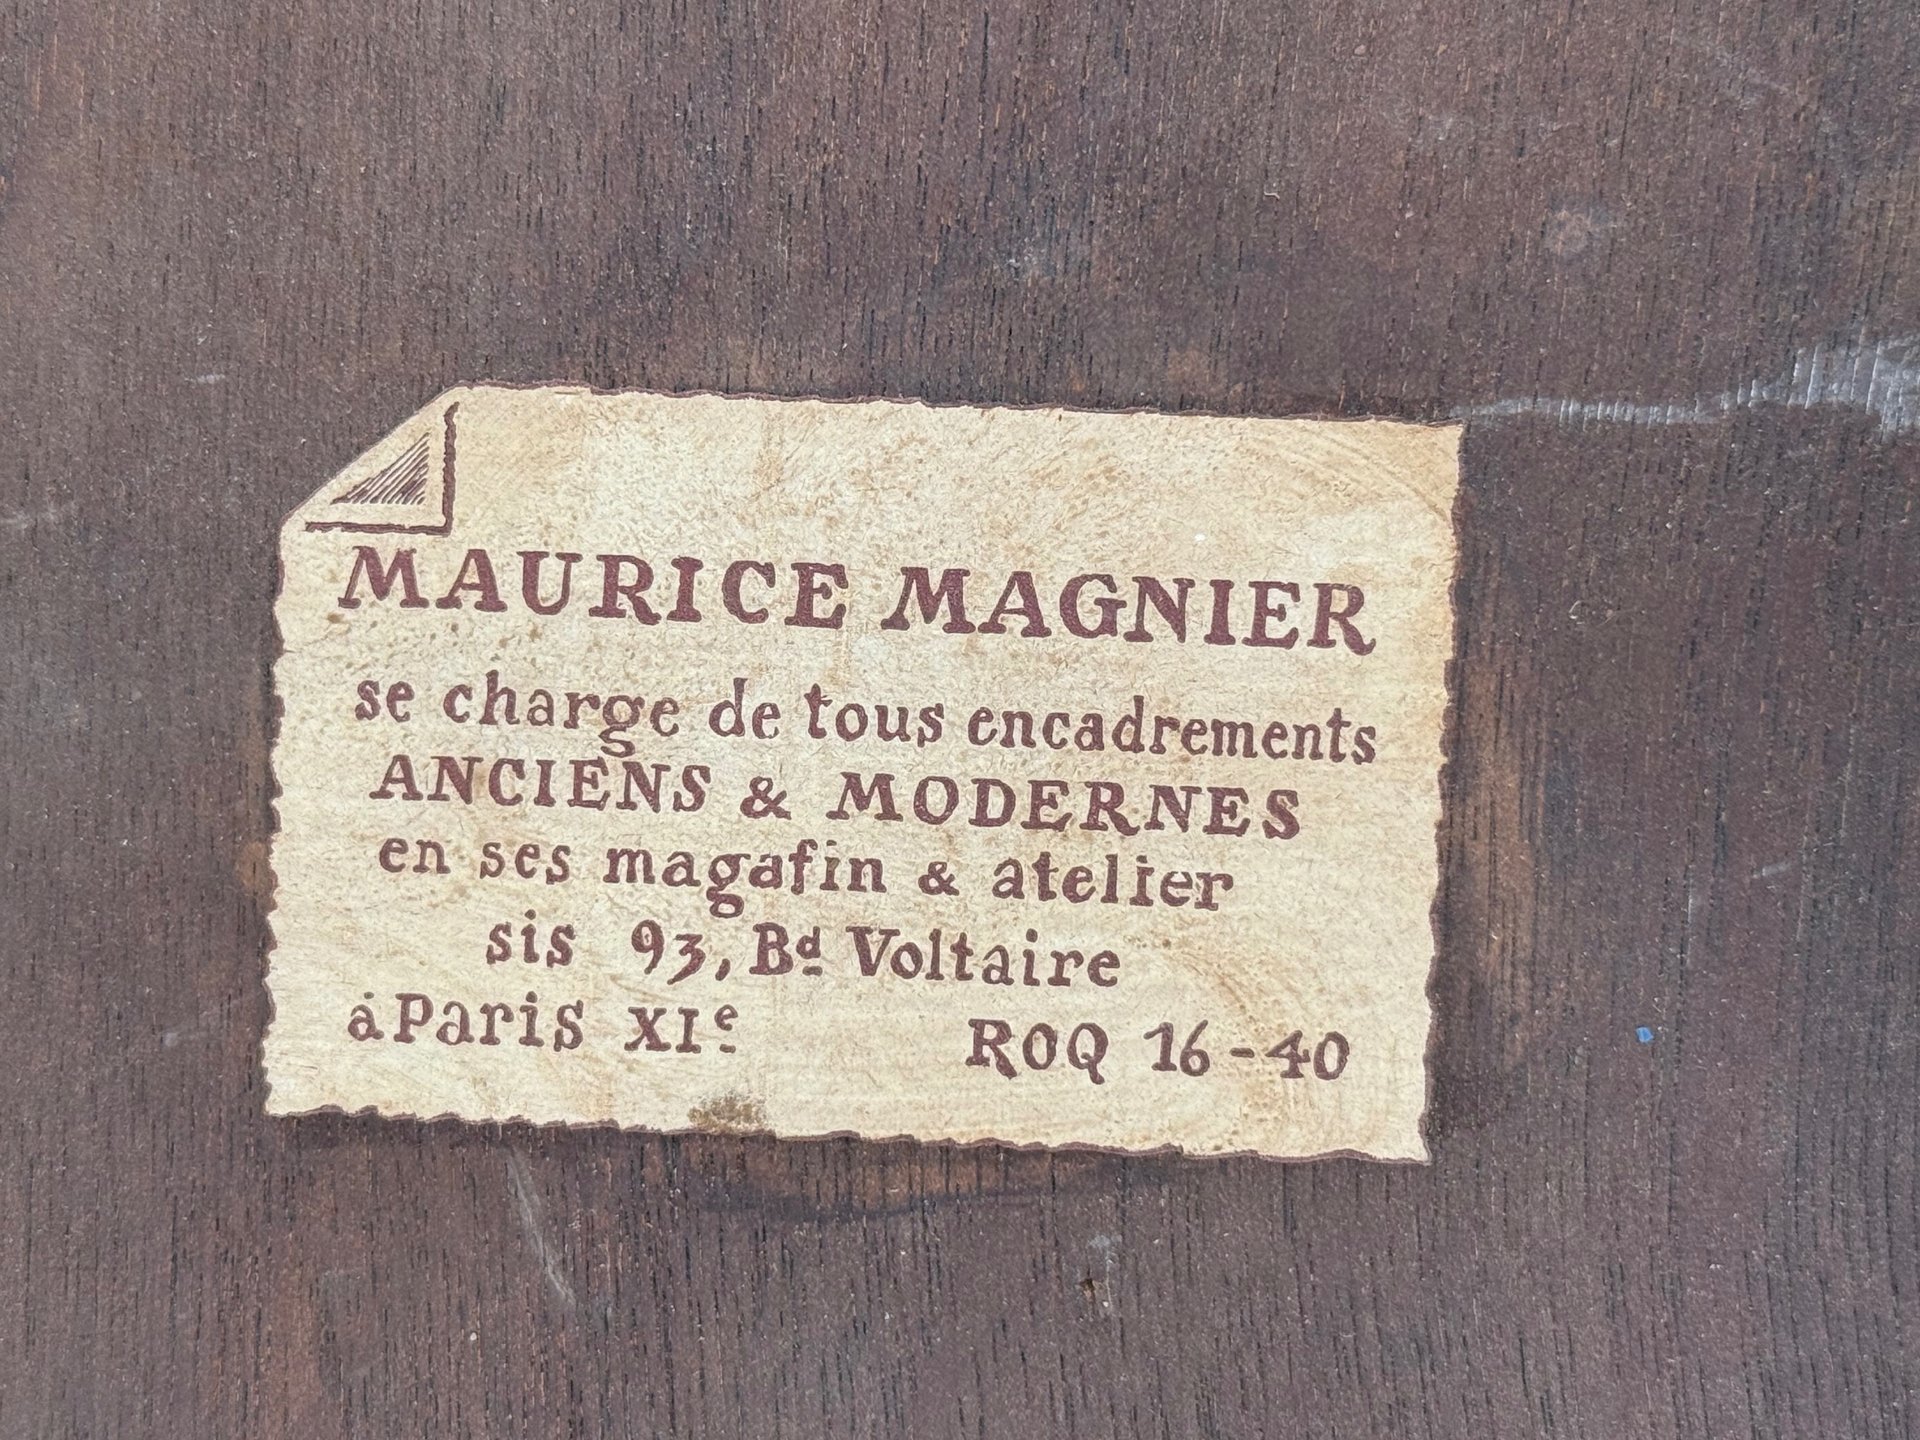 MAURICE MAGNIER
se charge de tous encadrements
ANCIENS & MODERNES
en ses magaſin & atelier
sis 93, Bd Voltaire
à Paris XIe ROQ 16-40